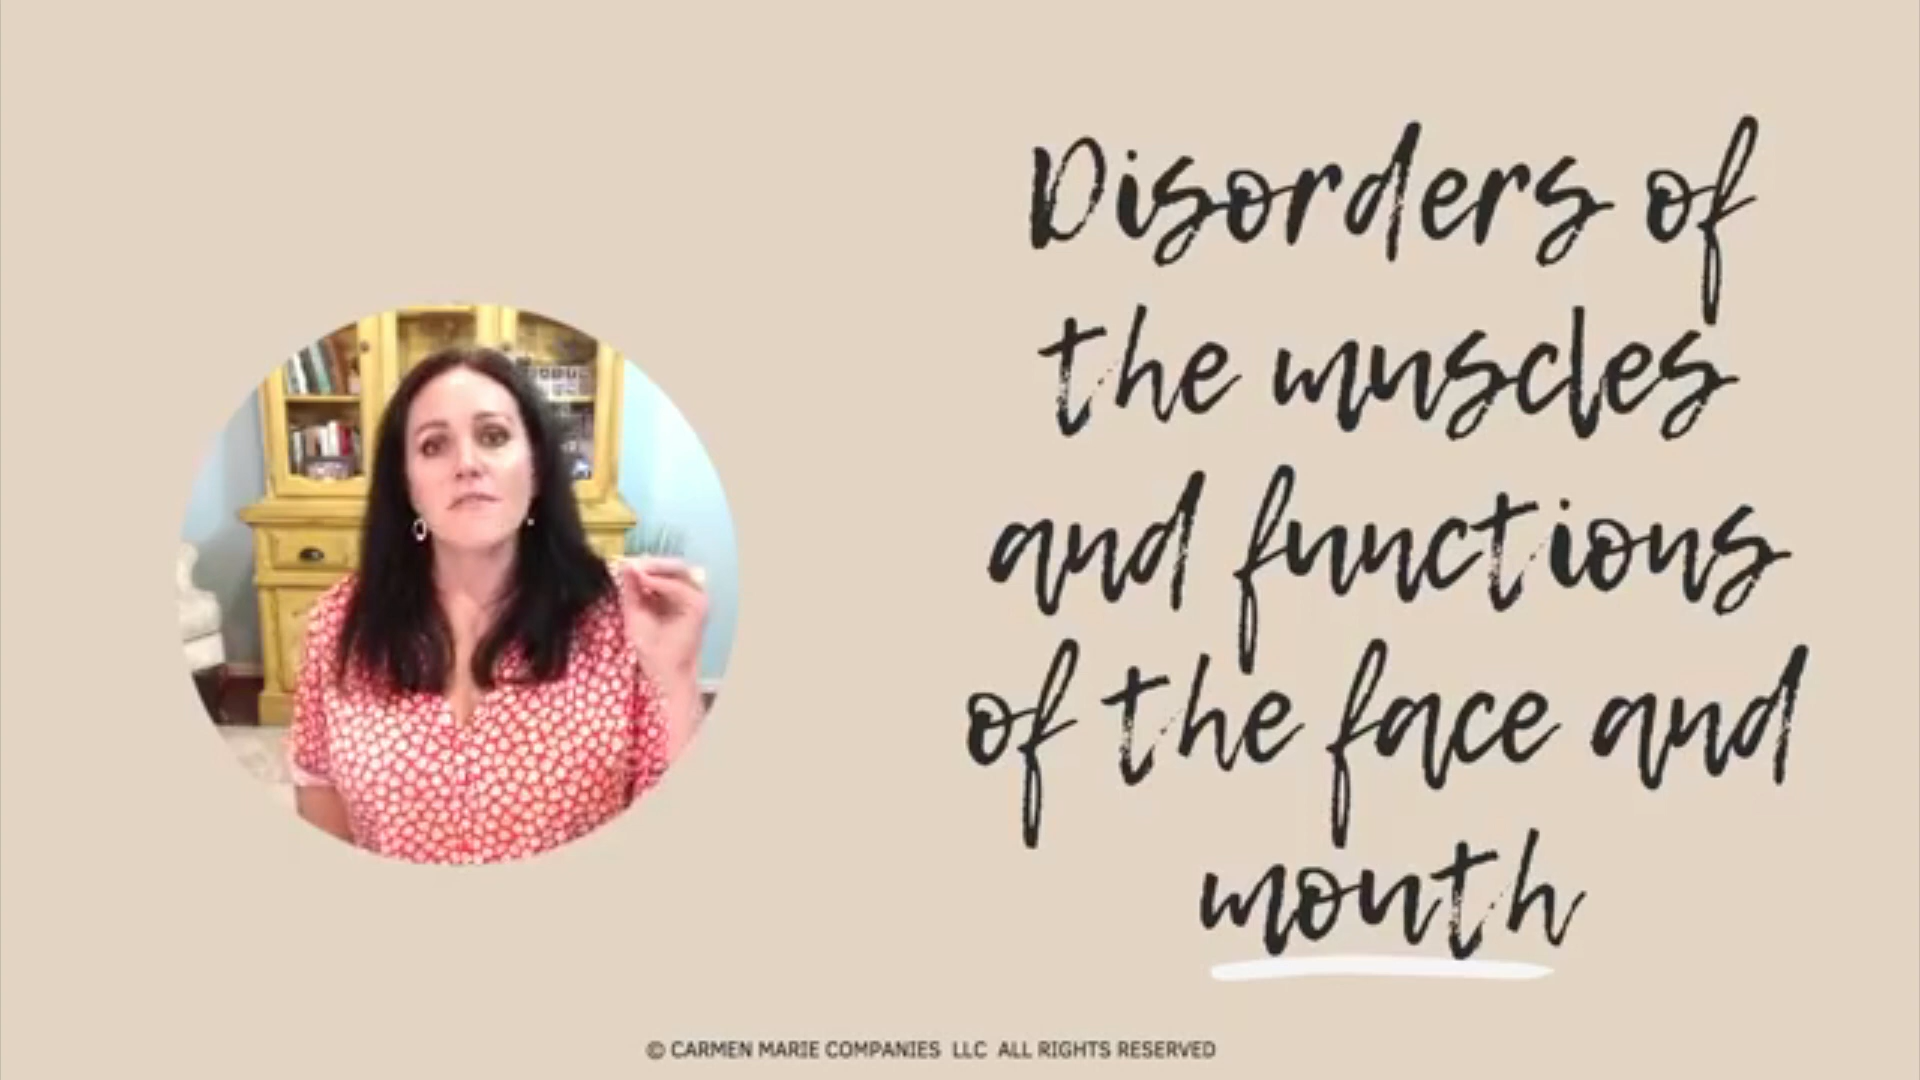 Disorders of
the muscles
and functions
of the face and
mouth
© CARMEN MARIE COMPANIES LLC ALL RIGHTS RESERVED